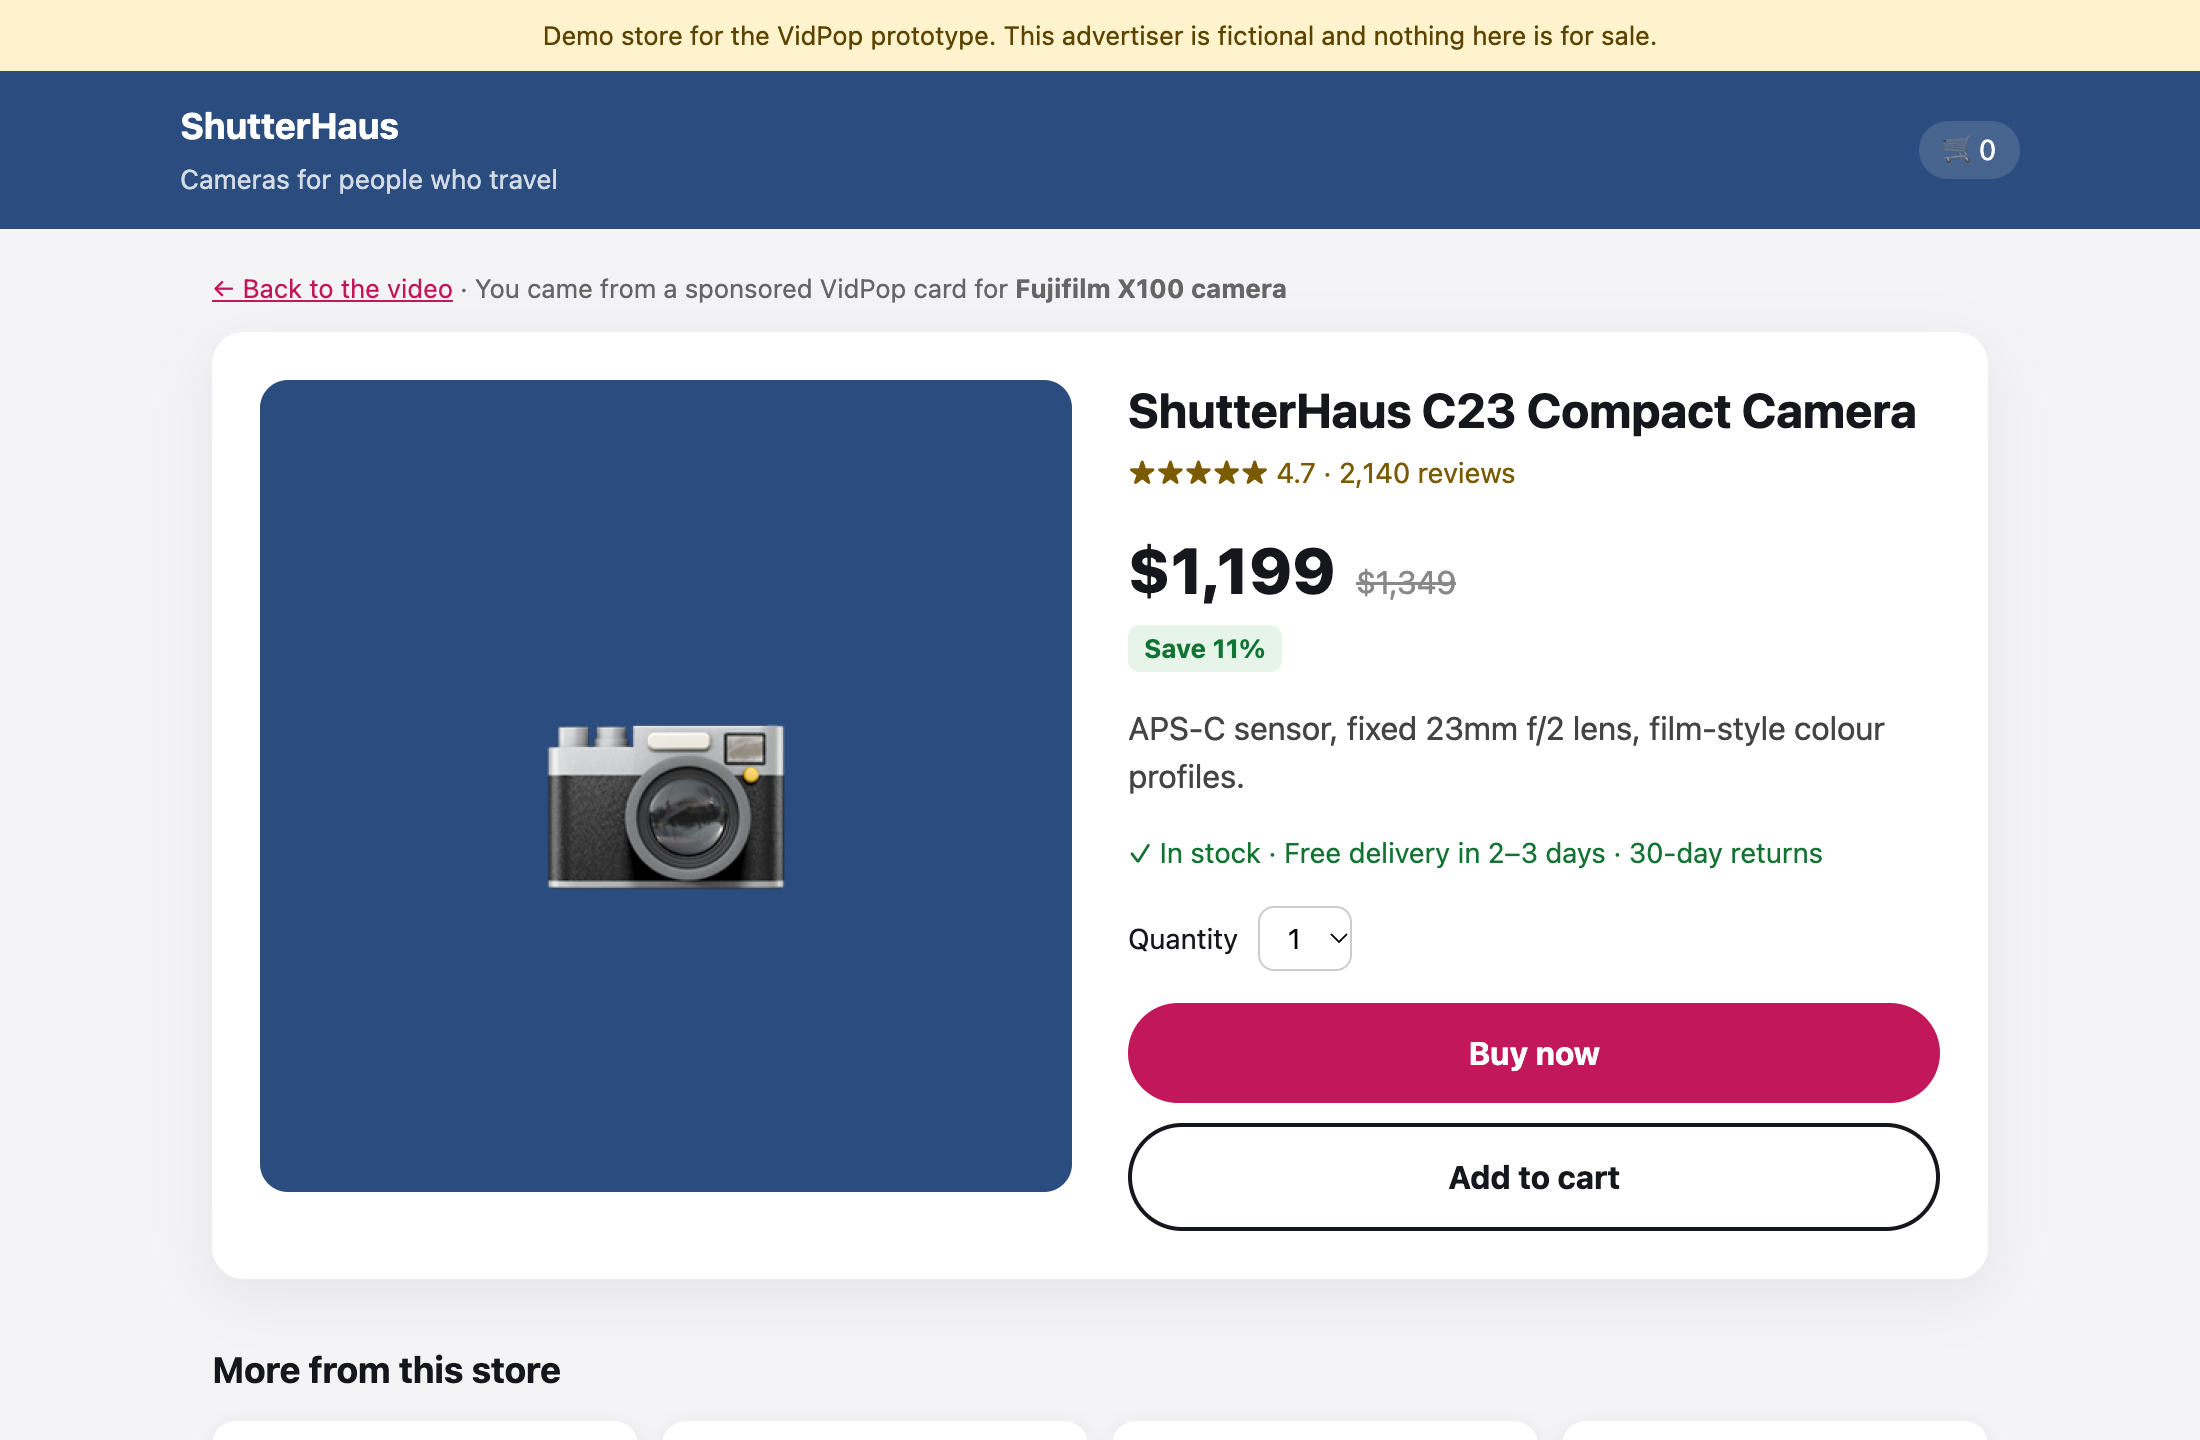 Demo store for the VidPop prototype. This advertiser is fictional and nothing here is for sale.
ShutterHaus
Cameras for people who travel
🛒 0
← Back to the video · You came from a sponsored VidPop card for Fujifilm X100 camera
ShutterHaus C23 Compact Camera
★★★★★ 4.7 · 2,140 reviews
$1,199 $1,349
Save 11%
APS-C sensor, fixed 23mm f/2 lens, film-style colour
profiles.
✓ In stock · Free delivery in 2–3 days · 30-day returns
Quantity 1
Buy now
Add to cart
More from this store